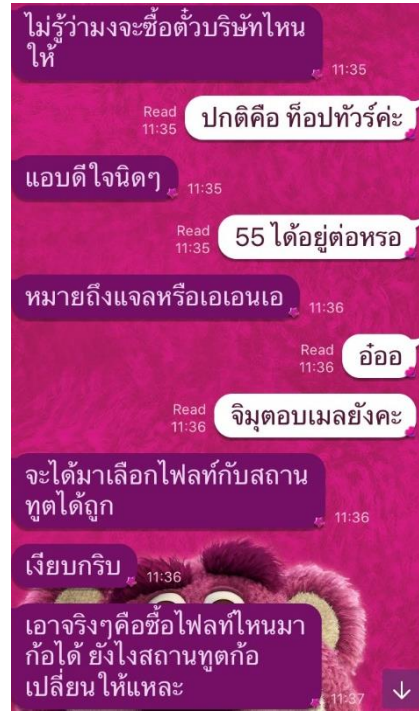 ไม่รู้ว่ามงจะซื้อตั๋วบริษัทไหน
ให้
11:35
Read
11:35
ปกติคือ ท็อปทัวร์ค่ะ
แอบดีใจนิดๆ
11:35
Read
11:35
55 ได้อยู่ต่อหรอ
หมายถึงแจลหรือเอเอนเอ
11:36
Read
11:36
อ๋ออ
Read
11:36
จิมุตอบเมลยังคะ
จะได้มาเลือกไฟลท์กับสถาน
ทูตได้ถูก
11:36
เงียบกริบ
11:36
เอาจริงๆคือซื้อไฟลท์ไหนมา
ก้อได้ ยังไงสถานทูตก้อ
เปลี่ยนให้แหละ
11:37